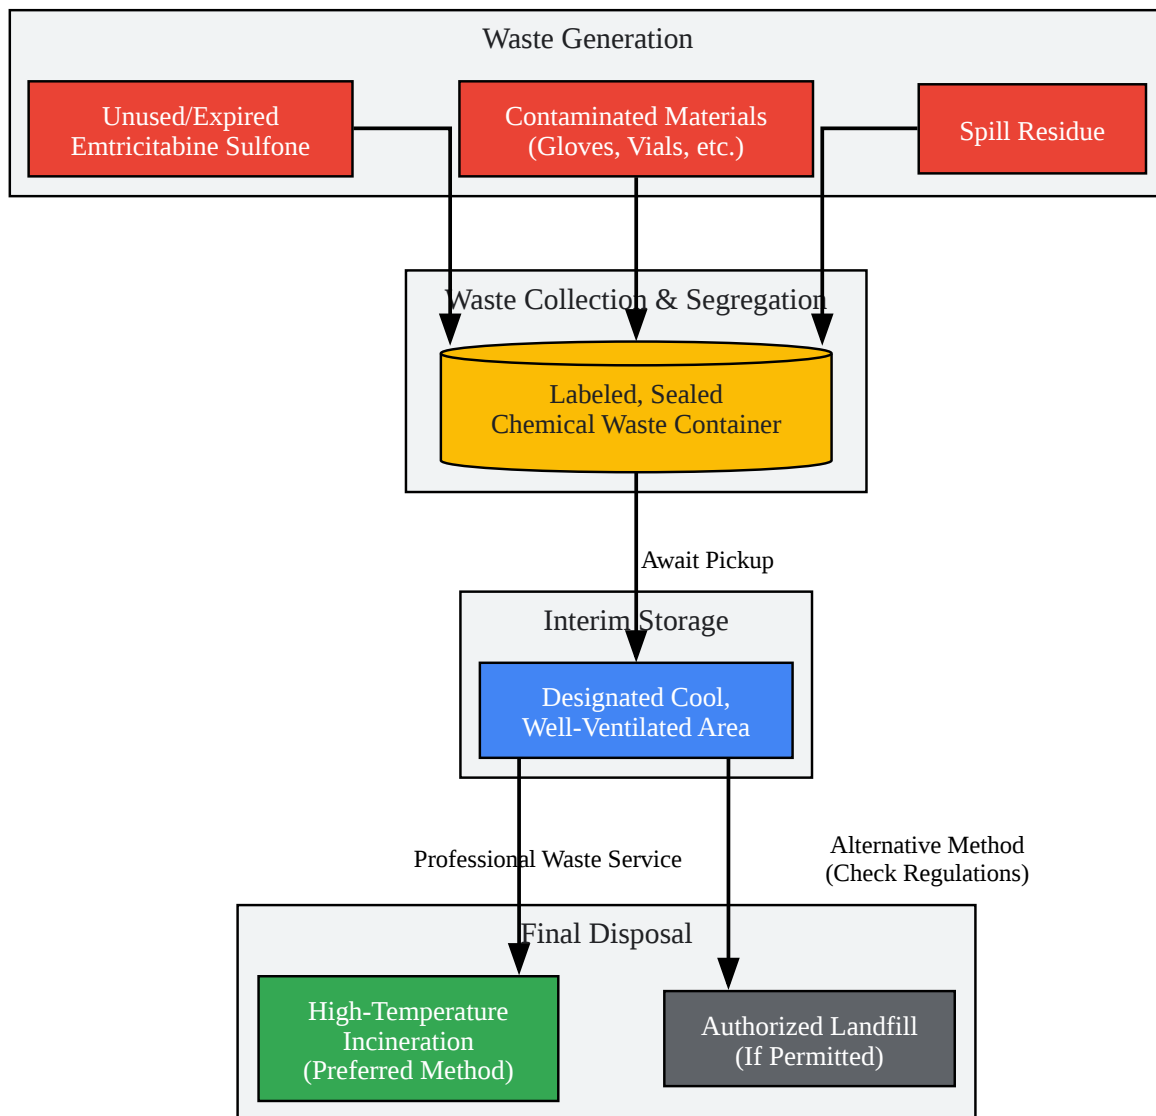 Waste Generation
Unused/Expired
Emtricitabine Sulfone
Contaminated Materials
(Gloves, Vials, etc.)
Spill Residue
Waste Collection & Segregation
Labeled, Sealed
Chemical Waste Container
Await Pickup
Interim Storage
Designated Cool,
Well-Ventilated Area
Professional Waste Service
Alternative Method
(Check Regulations)
Final Disposal
High-Temperature
Incineration
(Preferred Method)
Authorized Landfill
(If Permitted)